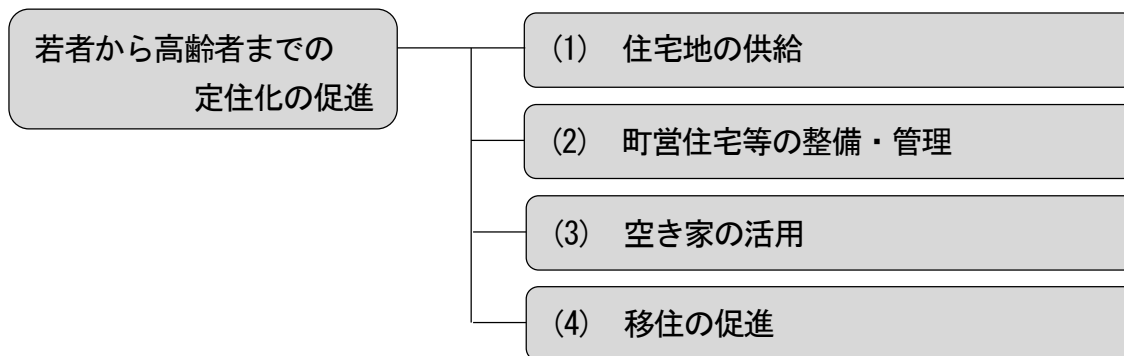 若者から高齢者までの
定住化の促進
(1) 住宅地の供給
(2) 町営住宅等の整備・管理
(3) 空き家の活用
(4) 移住の促進